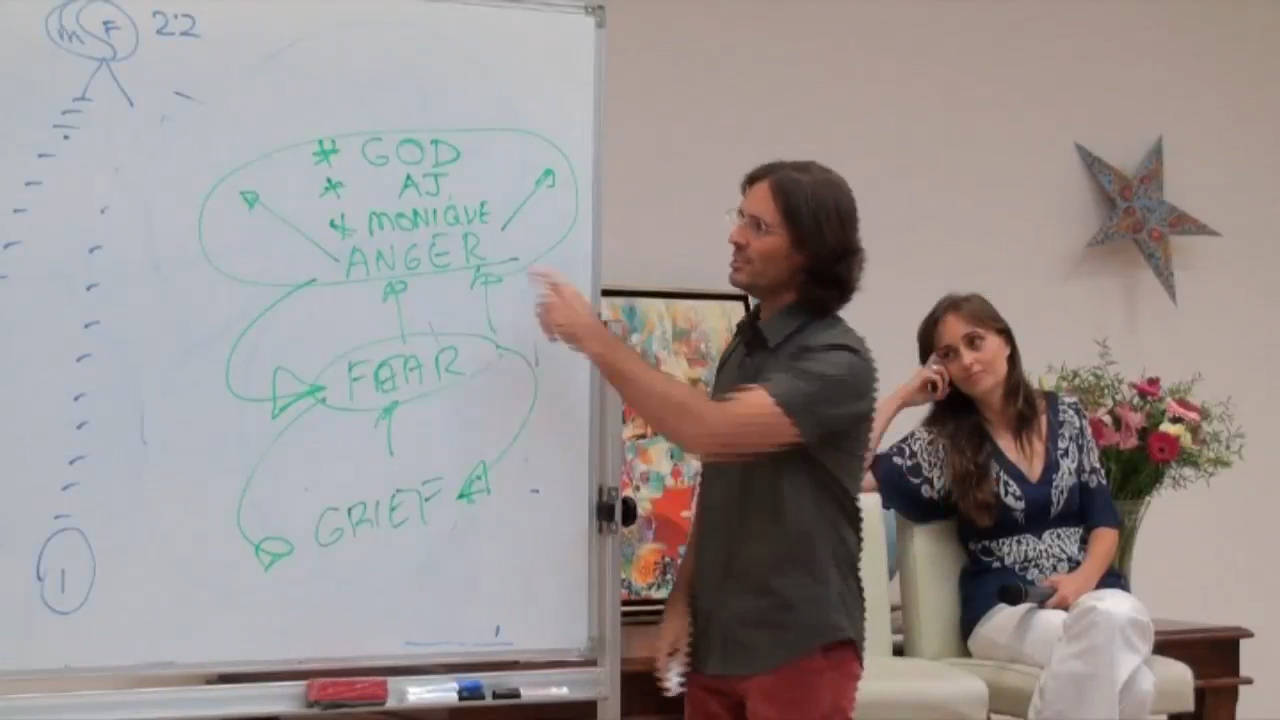 M F 22
* GOD
* AJ
* MONIQUE
ANGER
FEAR
GRIEF
1